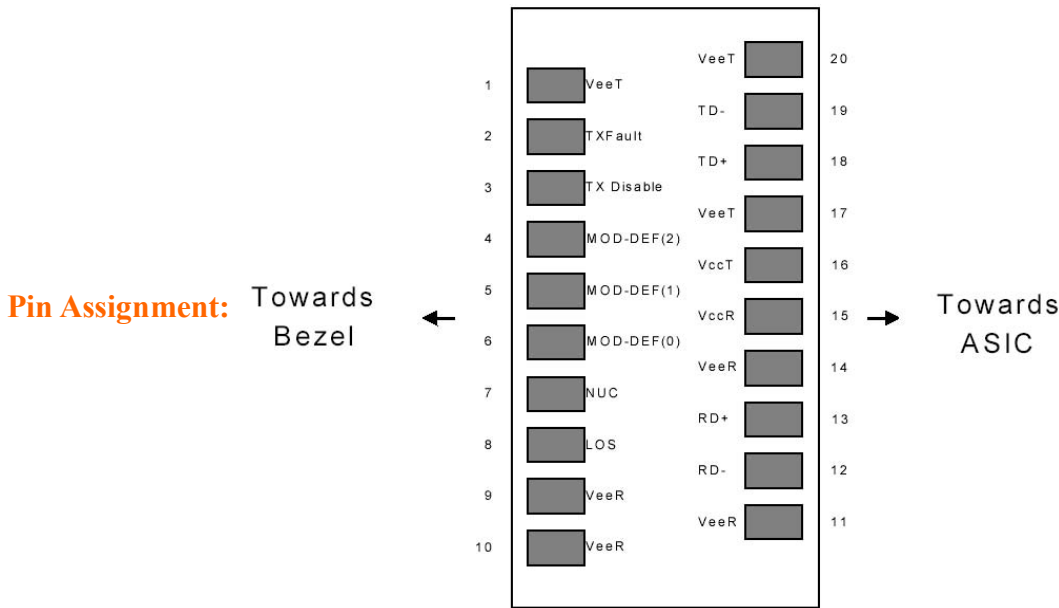 Pin Assignment:
Towards
Bezel
1 VeeT
2 TXFault
3 TX Disable
4 MOD-DEF(2)
5 MOD-DEF(1)
6 MOD-DEF(0)
7 NUC
8 LOS
9 VeeR
10 VeeR
VeeT 20
TD- 19
TD+ 18
VeeT 17
VccT 16
VccR 15
VeeR 14
RD+ 13
RD- 12
VeeR 11
Towards
ASIC